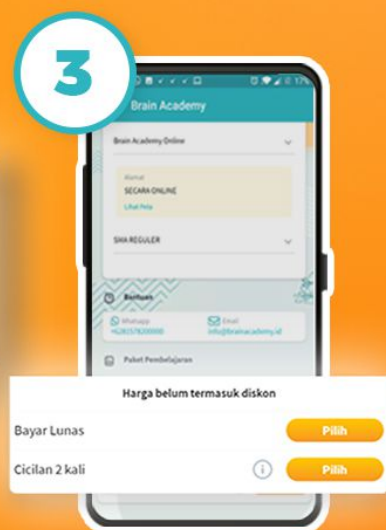 3
17%
Brain Academy
Brain Academy Online
Alamat
SECARA ONLINE
Lihat Peta
SMA REGULER
Bantuan
Whatsapp
Email
+6281578200000
info@brainacademy.id
Paket Pembelajaran
Harga belum termasuk diskon
Bayar Lunas
Pilih
Cicilan 2 kali
i
Pilih